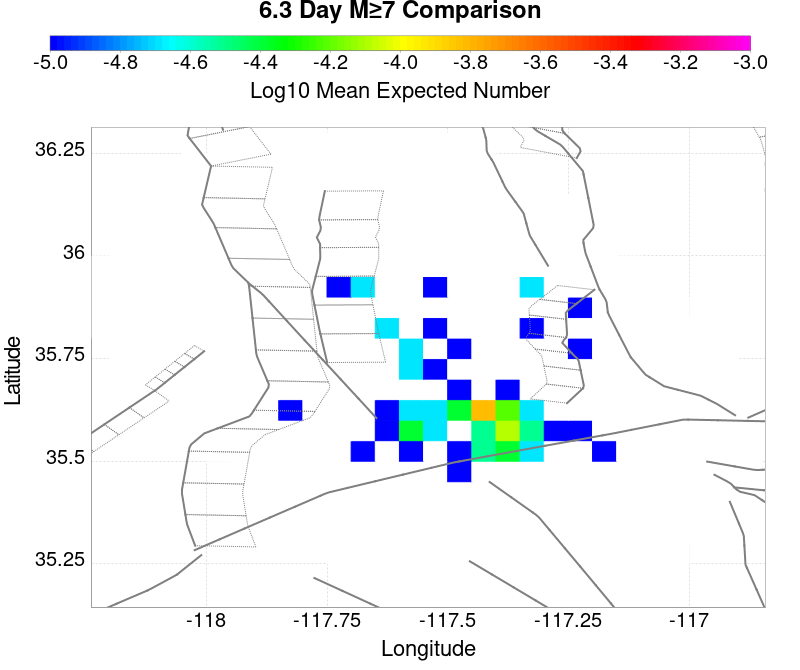 6.3 Day M≥7 Comparison
-5.0 -4.8 -4.6 -4.4 -4.2 -4.0 -3.8 -3.6 -3.4 -3.2 -3.0
Log10 Mean Expected Number
36.25
36
35.75
35.5
35.25
Latitude
-118 -117.75 -117.5 -117.25 -117
Longitude